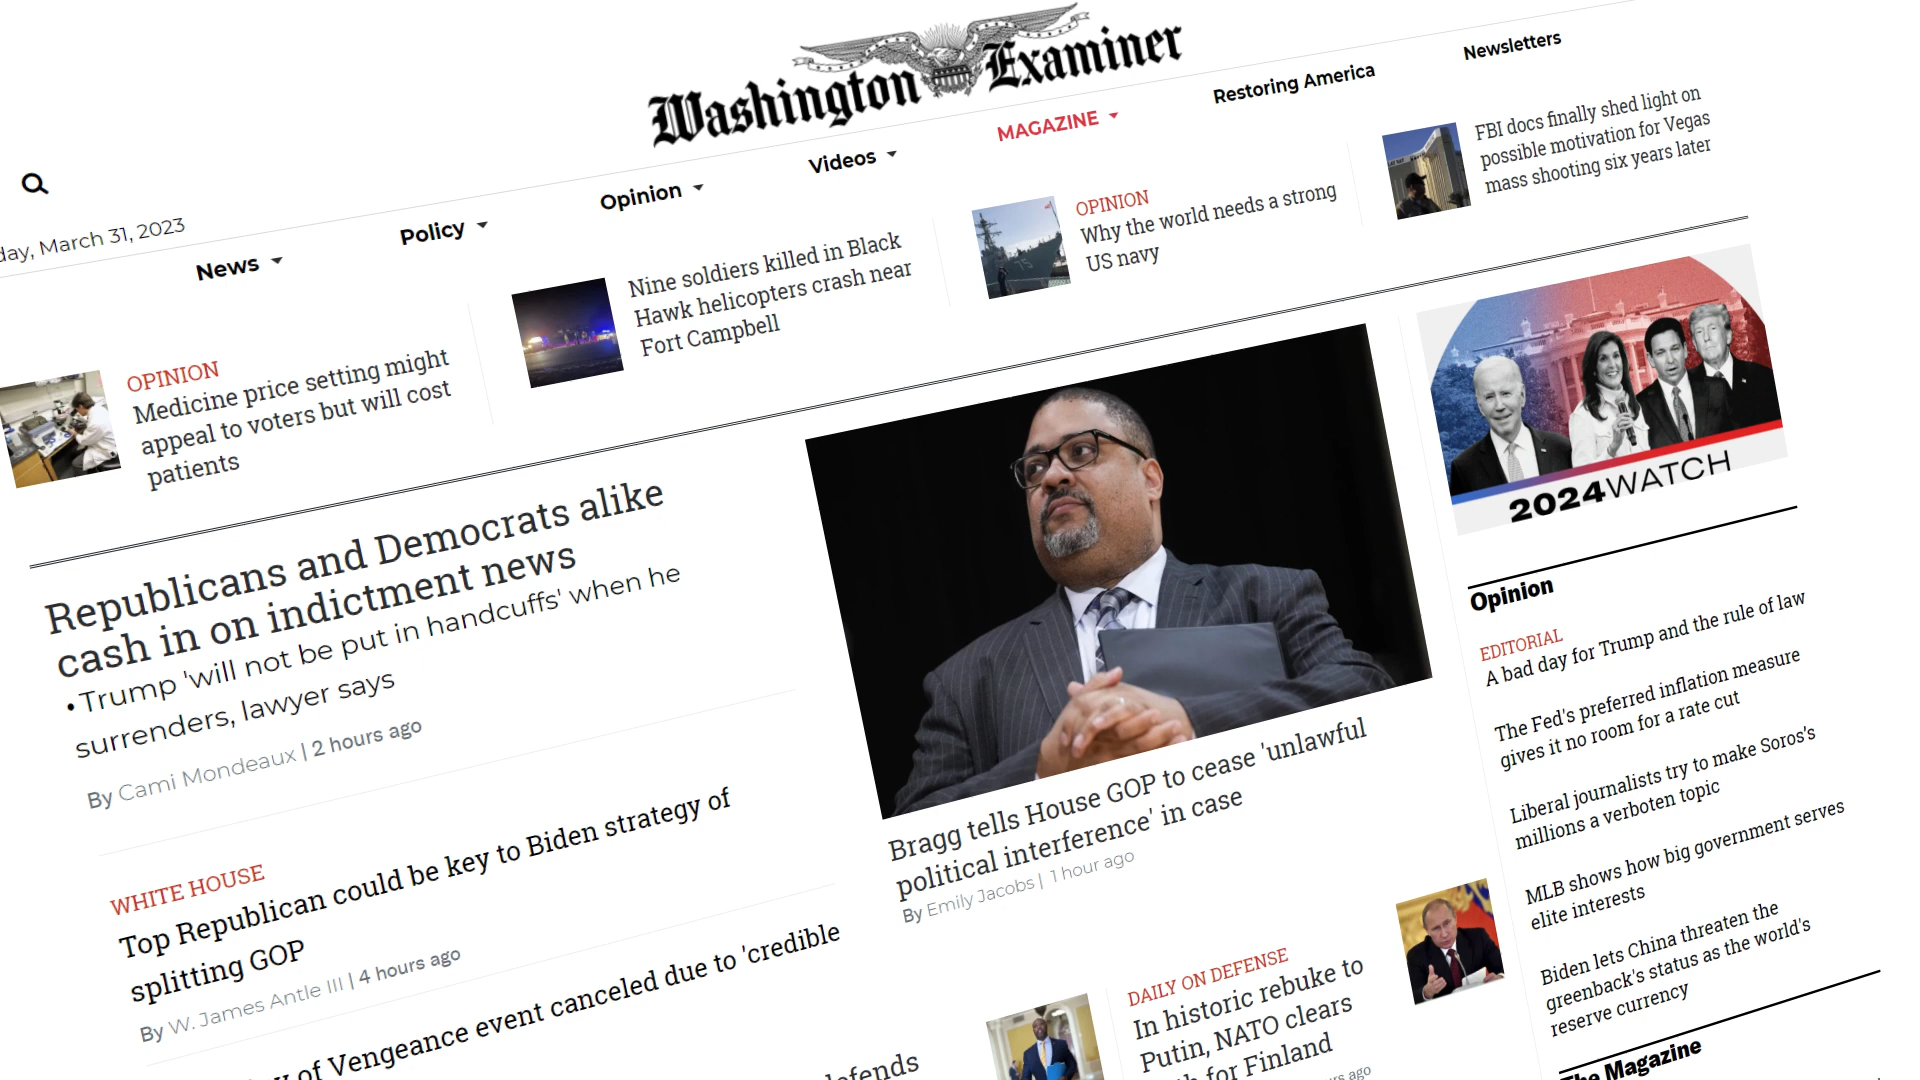 Washington Examiner
day, March 31, 2023
News
Policy
Opinion
Videos
MAGAZINE
Restoring America
Newsletters
OPINION
Medicine price setting might
appeal to voters but will cost
patients
Nine soldiers killed in Black
Hawk helicopters crash near
Fort Campbell
OPINION
Why the world needs a strong
US navy
FBI docs finally shed light on
possible motivation for Vegas
mass shooting six years later
Republicans and Democrats alike
cash in on indictment news
• Trump 'will not be put in handcuffs' when he
surrenders, lawyer says
By Cami Mondeaux | 2 hours ago
WHITE HOUSE
Top Republican could be key to Biden strategy of
splitting GOP
By W. James Antle III | 4 hours ago
y of Vengeance event canceled due to 'credible
efends
Bragg tells House GOP to cease 'unlawful
political interference' in case
By Emily Jacobs | 1 hour ago
75
DAILY ON DEFENSE
In historic rebuke to
Putin, NATO clears
for Finland
rs ago
2024WATCH
Opinion
EDITORIAL
A bad day for Trump and the rule of law
The Fed's preferred inflation measure
gives it no room for a rate cut
Liberal journalists try to make Soros's
millions a verboten topic
MLB shows how big government serves
elite interests
Biden lets China threaten the
greenback's status as the world's
reserve currency
The Magazine